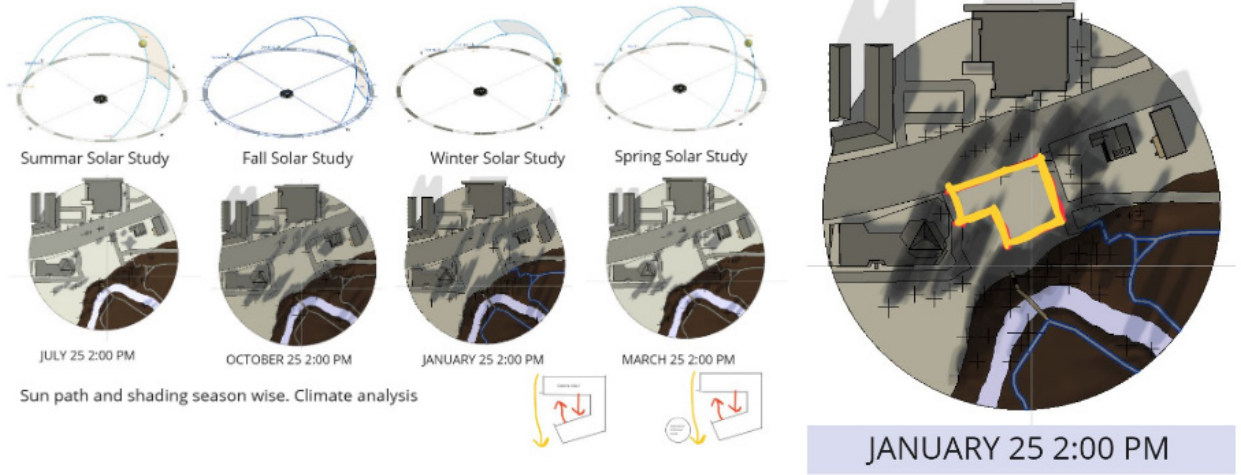 Summar Solar Study
Fall Solar Study
Winter Solar Study
Spring Solar Study
JULY 25 2:00 PM
OCTOBER 25 2:00 PM
JANUARY 25 2:00 PM
MARCH 25 2:00 PM
Sun path and shading season wise. Climate analysis
JANUARY 25 2:00 PM